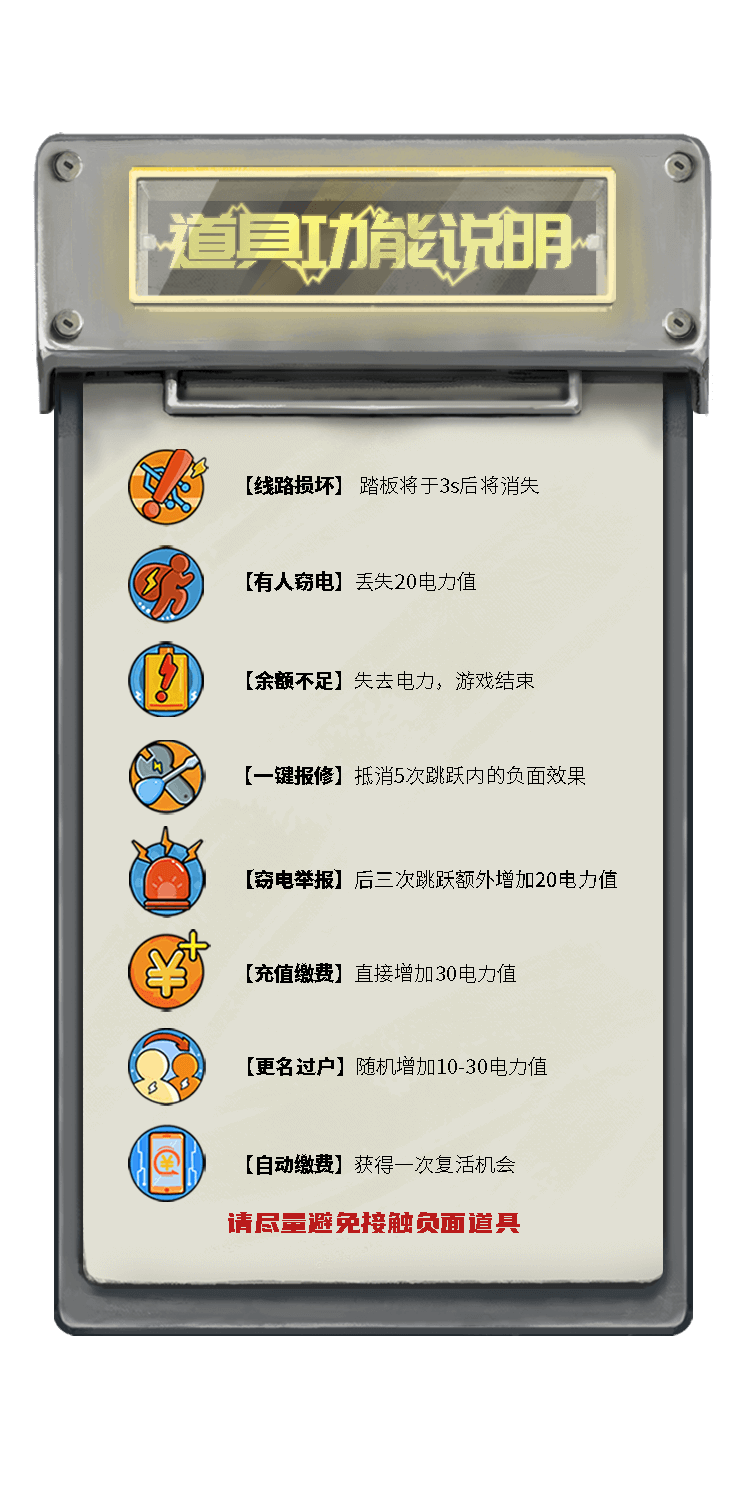 道具功能说明
【线路损坏】 踏板将于3s后将消失
【有人窃电】丢失20电力值
【余额不足】失去电力，游戏结束
【一键报修】抵消5次跳跃内的负面效果
【窃电举报】后三次跳跃额外增加20电力值
【充值缴费】直接增加30电力值
【更名过户】随机增加10-30电力值
【自动缴费】获得一次复活机会
请尽量避免接触负面道具